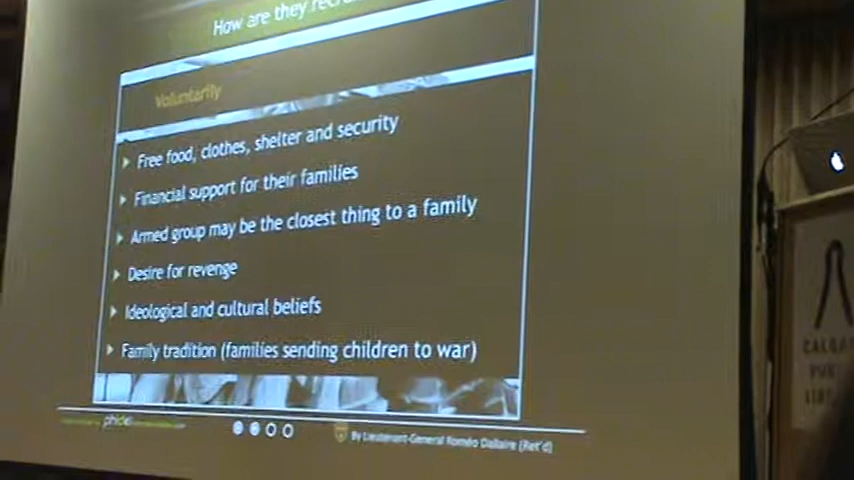 How are they
Voluntarily
Free food, clothes, shelter and security
Financial support for their families
Armed group may be the closest thing to a family
Desire for revenge
Ideological and cultural beliefs
Family tradition (families sending children to war)
By Lieutenant-General Roméo Dallaire (Ret'd)